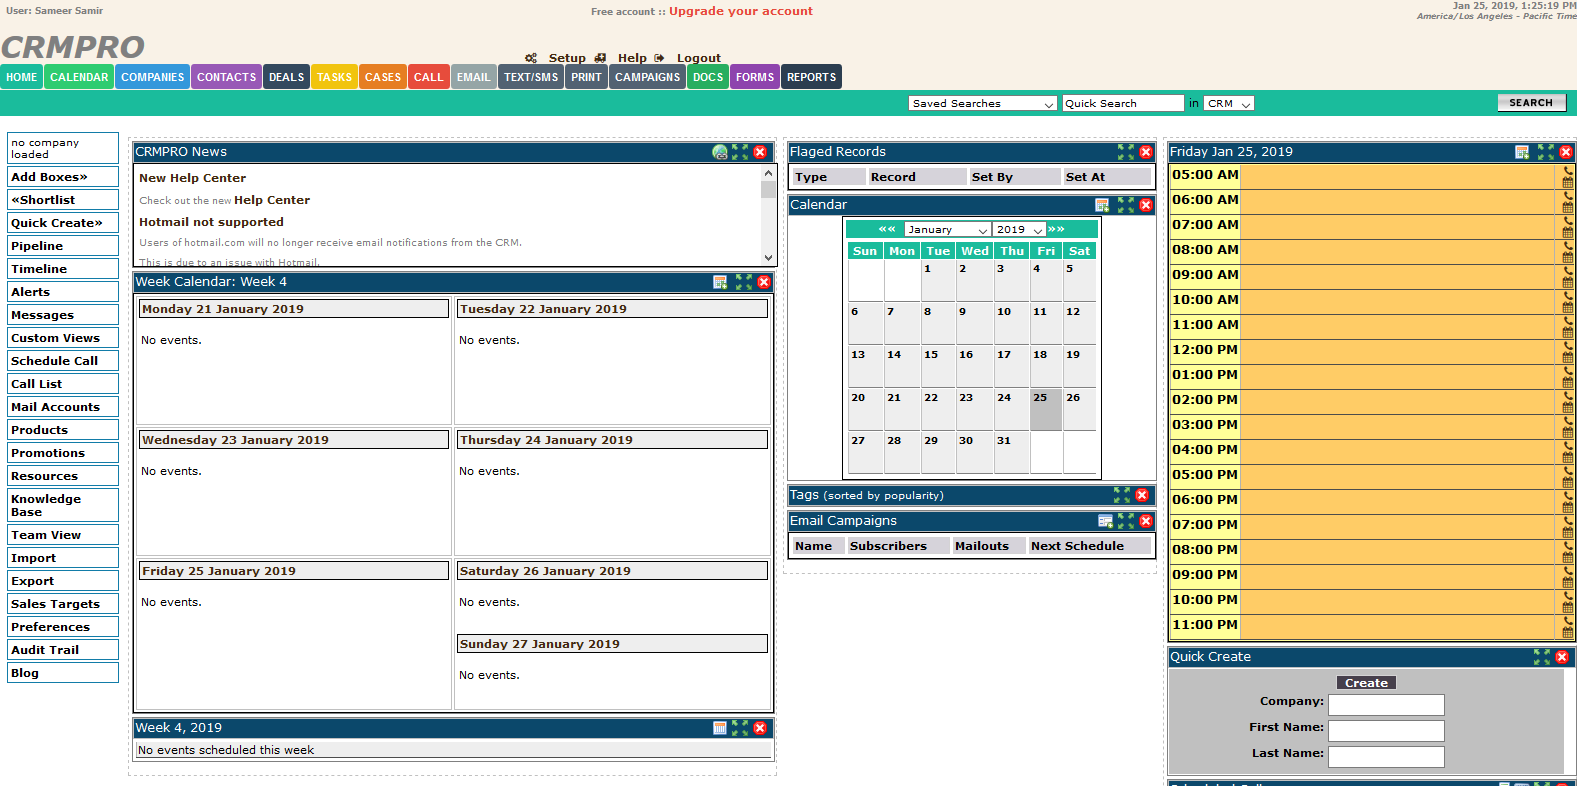 User: Sameer Samir
Free account :: Upgrade your account
Jan 25, 2019, 1:25:19 PM
America/Los Angeles - Pacific Time
CRMPRO
Setup Help Logout
HOME CALENDAR COMPANIES CONTACTS DEALS TASKS CASES CALL EMAIL TEXT/SMS PRINT CAMPAIGNS DOCS FORMS REPORTS
Saved Searches Quick Search in CRM SEARCH
no company
loaded
Add Boxes»
«Shortlist
Quick Create»
Pipeline
Timeline
Alerts
Messages
Custom Views
Schedule Call
Call List
Mail Accounts
Products
Promotions
Resources
Knowledge
Base
Team View
Import
Export
Sales Targets
Preferences
Audit Trail
Blog
CRMPRO News
New Help Center
Check out the new Help Center
Hotmail not supported
Users of hotmail.com will no longer receive email notifications from the CRM.
This is due to an issue with Hotmail.
Week Calendar: Week 4
Monday 21 January 2019
No events.
Tuesday 22 January 2019
No events.
Wednesday 23 January 2019
No events.
Thursday 24 January 2019
No events.
Friday 25 January 2019
No events.
Saturday 26 January 2019
No events.
Sunday 27 January 2019
No events.
Week 4, 2019
No events scheduled this week
Flaged Records
Type Record Set By Set At
Calendar
«« January 2019 »»
Sun Mon Tue Wed Thu Fri Sat
1 2 3 4 5
6 7 8 9 10 11 12
13 14 15 16 17 18 19
20 21 22 23 24 25 26
27 28 29 30 31
Tags (sorted by popularity)
Email Campaigns
Name Subscribers Mailouts Next Schedule
Friday Jan 25, 2019
05:00 AM
06:00 AM
07:00 AM
08:00 AM
09:00 AM
10:00 AM
11:00 AM
12:00 PM
01:00 PM
02:00 PM
03:00 PM
04:00 PM
05:00 PM
06:00 PM
07:00 PM
08:00 PM
09:00 PM
10:00 PM
11:00 PM
Quick Create
Create
Company:
First Name:
Last Name: